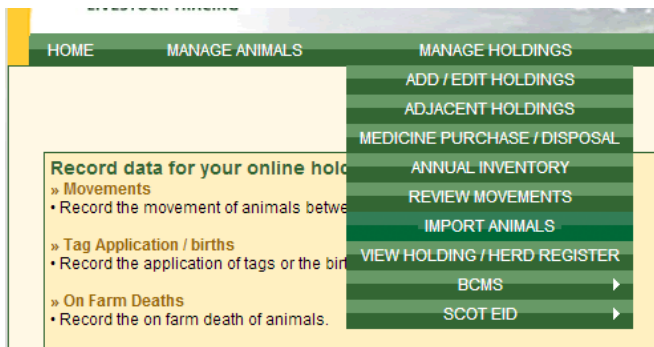 LIVESTOCK TRACING
HOME MANAGE ANIMALS MANAGE HOLDINGS
ADD / EDIT HOLDINGS
ADJACENT HOLDINGS
MEDICINE PURCHASE / DISPOSAL
ANNUAL INVENTORY
REVIEW MOVEMENTS
IMPORT ANIMALS
VIEW HOLDING / HERD REGISTER
BCMS
SCOT EID
Record data for your online hold
» Movements
• Record the movement of animals betwe
» Tag Application / births
• Record the application of tags or the birt
» On Farm Deaths
• Record the on farm death of animals.